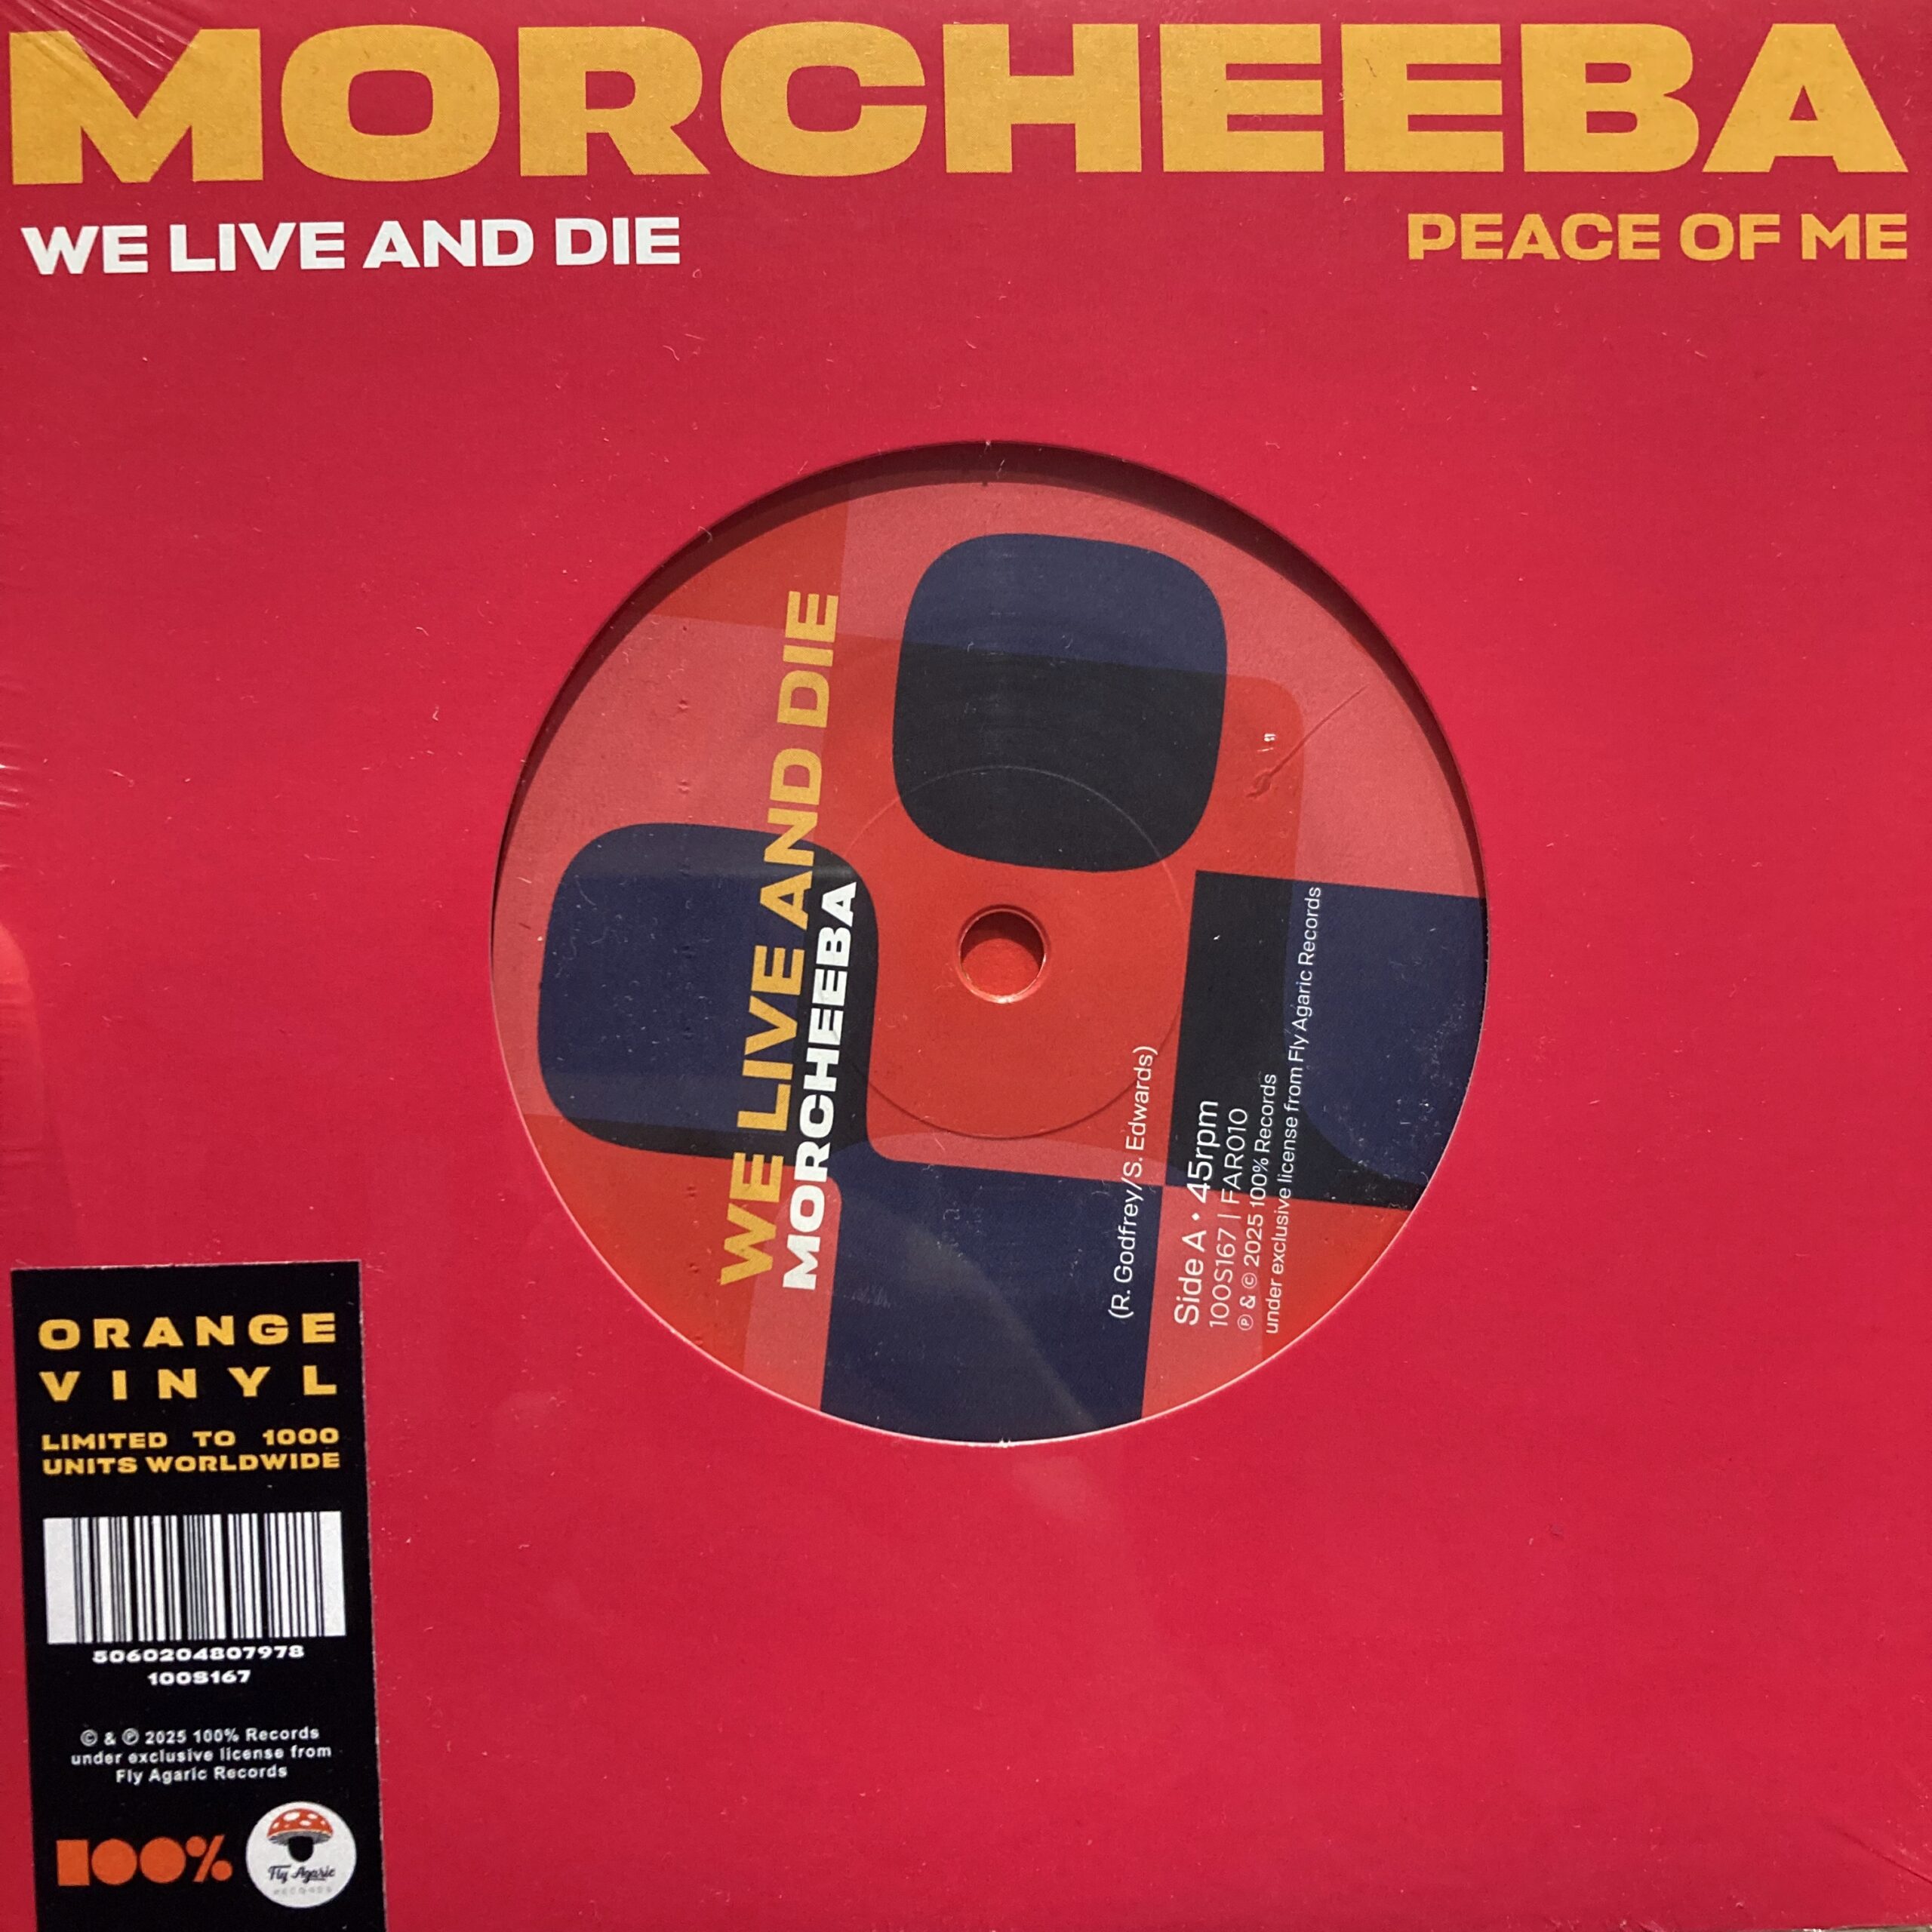 MORCHEEBA
WE LIVE AND DIE
PEACE OF ME
WE LIVE AND DIE
MORCHEEBA
(R. Godfrey/S. Edwards)
Side A • 45rpm
100S167 | FAR010
℗ & © 2025 100% Records
under exclusive license from Fly Agaric Records
ORANGE
VINYL
LIMITED TO 1000
UNITS WORLDWIDE
5060204807978
100S167
© & ℗ 2025 100% Records
under exclusive license from
Fly Agaric Records
100%
Fly Agaric
RECORDS